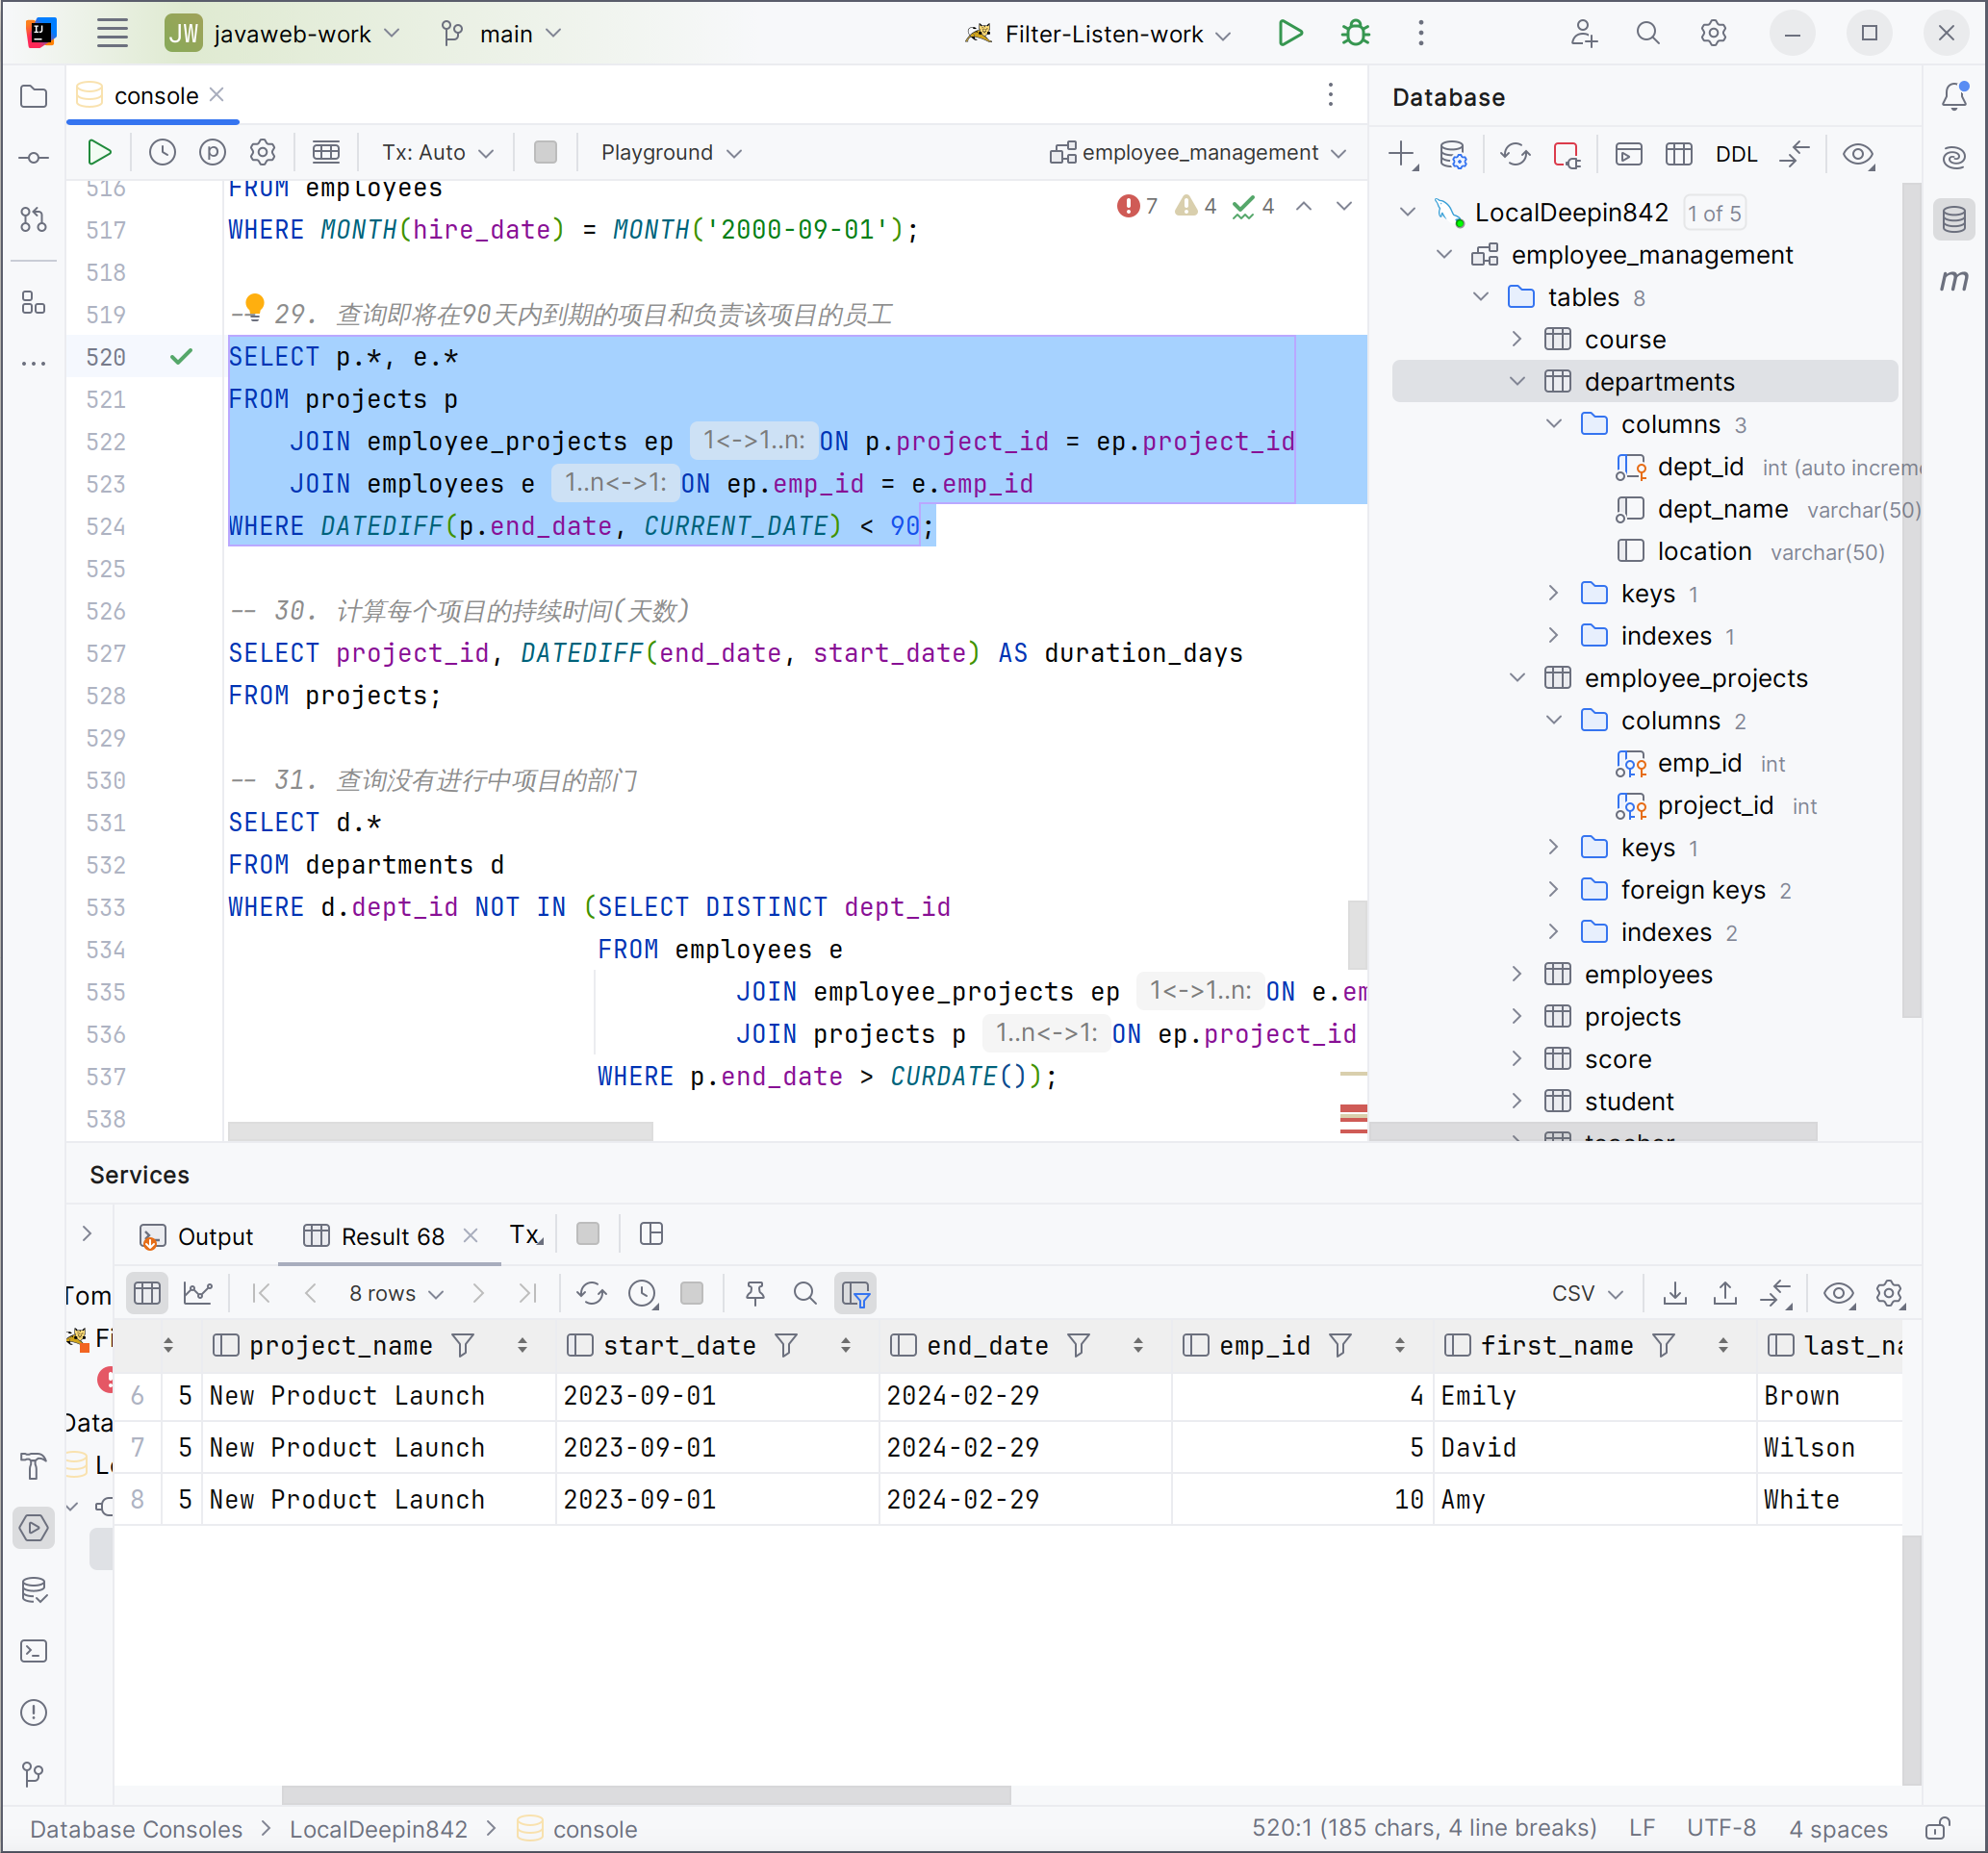 JW javaweb-work main Filter-Listen-work
console
Database
Tx: Auto Playground employee_management DDL
516 FROM employees 7 4 4
517 WHERE MONTH(hire_date) = MONTH('2000-09-01');
518
519 -- 29. 查询即将在90天内到期的项目和负责该项目的员工
520 SELECT p.*, e.*
521 FROM projects p
522 JOIN employee_projects ep 1<->1..n: ON p.project_id = ep.project_id
523 JOIN employees e 1..n<->1: ON ep.emp_id = e.emp_id
524 WHERE DATEDIFF(p.end_date, CURRENT_DATE) < 90;
525
526 -- 30. 计算每个项目的持续时间(天数)
527 SELECT project_id, DATEDIFF(end_date, start_date) AS duration_days
528 FROM projects;
529
530 -- 31. 查询没有进行中项目的部门
531 SELECT d.*
532 FROM departments d
533 WHERE d.dept_id NOT IN (SELECT DISTINCT dept_id
534 FROM employees e
535 JOIN employee_projects ep 1<->1..n: ON e.em
536 JOIN projects p 1..n<->1: ON ep.project_id
537 WHERE p.end_date > CURDATE());
538
LocalDeepin842 1 of 5
employee_management
tables 8
course
departments
columns 3
dept_id int (auto increme
dept_name varchar(50)
location varchar(50)
keys 1
indexes 1
employee_projects
columns 2
emp_id int
project_id int
keys 1
foreign keys 2
indexes 2
employees
projects
score
student
teacher
m
Services
Output Result 68 Tx
8 rows CSV
Tom
Fi
Data
Lo
project_name start_date end_date emp_id first_name last_na
6 5 New Product Launch 2023-09-01 2024-02-29 4 Emily Brown
7 5 New Product Launch 2023-09-01 2024-02-29 5 David Wilson
8 5 New Product Launch 2023-09-01 2024-02-29 10 Amy White
Database Consoles > LocalDeepin842 > console 520:1 (185 chars, 4 line breaks) LF UTF-8 4 spaces